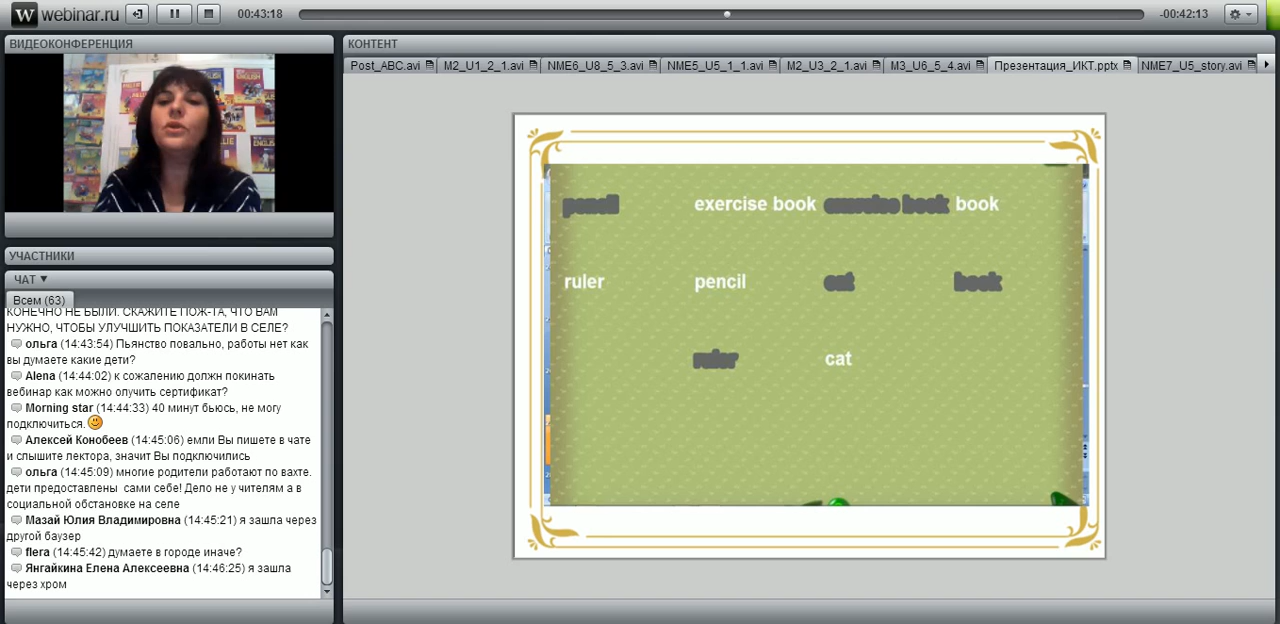 webinar.ru
00:43:18
-00:42:13
ВИДЕОКОНФЕРЕНЦИЯ
КОНТЕНТ
Post_ABC.avi M2_U1_2_1.avi NME6_U8_5_3.avi NME5_U5_1_1.avi M2_U3_2_1.avi M3_U6_5_4.avi Презентация_ИКТ.pptx NME7_U5_story.avi
pencil exercise book exercise book book
ruler pencil cat book
ruler cat
УЧАСТНИКИ
ЧАТ
Всем (63)
КОНЕЧНО НЕ БЫЛИ. СКАЖИТЕ ПОЖ-ТА, ЧТО ВАМ
НУЖНО, ЧТОБЫ УЛУЧШИТЬ ПОКАЗАТЕЛИ В СЕЛЕ?
ольга (14:43:54) Пьянство повально, работы нет как
вы думаете какие дети?
Alena (14:44:02) к сожалению должн покинать
вебинар как можно олучить сертификат?
Morning star (14:44:33) 40 минут бьюсь, не могу
подключиться.
Алексей Конобеев (14:45:06) емли Вы пишете в чате
и слышите лектора, значит Вы подключились
ольга (14:45:09) многие родители работают по вахте.
дети предоставлены сами себе! Дело не у чителям а в
социальной обстановке на селе
Мазай Юлия Владимировна (14:45:21) я зашла через
другой баузер
flera (14:45:42) думаете в городе иначе?
Янгайкина Елена Алексеевна (14:46:25) я зашла
через хром